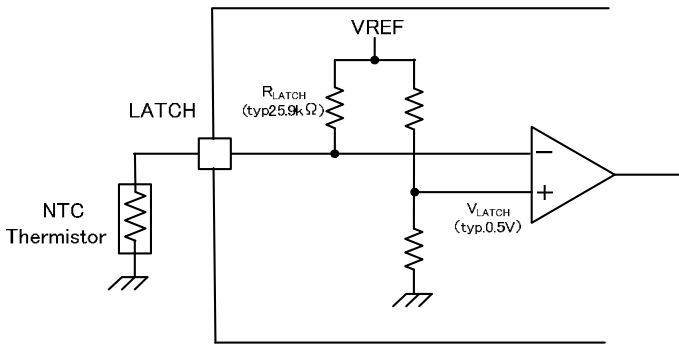 VREF
RLATCH
(typ25.9kΩ)
LATCH
−
+
VLATCH
(typ.0.5V)
NTC
Thermistor